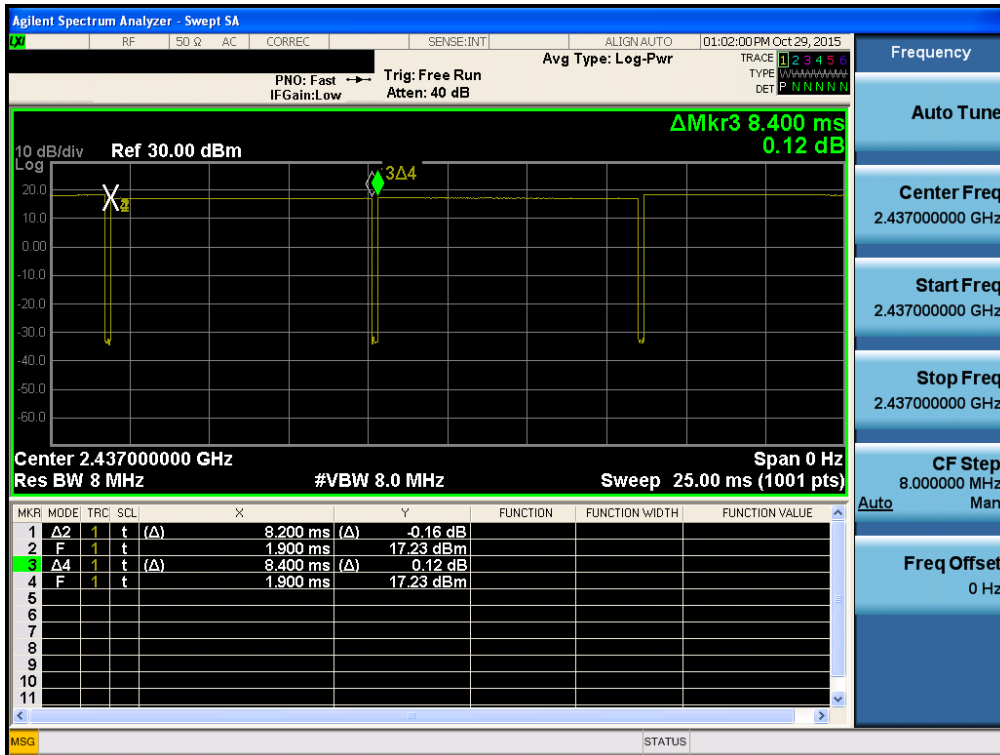 Agilent Spectrum Analyzer - Swept SA
LXI RF 50 Ω AC CORREC SENSE:INT ALIGN AUTO 01:02:00 PM Oct 29, 2015
Frequency
PNO: Fast
IFGain:Low
Trig: Free Run
Atten: 40 dB
Avg Type: Log-Pwr
TRACE 1 2 3 4 5 6
TYPE
DET P N N N N N
Auto Tune
ΔMkr3 8.400 ms
0.12 dB
10 dB/div Ref 30.00 dBm
Log
3Δ4
20.0
10.0
0.00
-10.0
-20.0
-30.0
-40.0
-50.0
-60.0
Center Freq
2.437000000 GHz
Start Freq
2.437000000 GHz
Stop Freq
2.437000000 GHz
Center 2.437000000 GHz Span 0 Hz
Res BW 8 MHz #VBW 8.0 MHz Sweep 25.00 ms (1001 pts)
CF Step
8.000000 MHz
Auto Man
Freq Offset
0 Hz
MKR MODE TRC SCL X Y FUNCTION FUNCTION WIDTH FUNCTION VALUE
1 Δ2 1 t (Δ) 8.200 ms (Δ) -0.16 dB
2 F 1 t 1.900 ms 17.23 dBm
3 Δ4 1 t (Δ) 8.400 ms (Δ) 0.12 dB
4 F 1 t 1.900 ms 17.23 dBm
5
6
7
8
9
10
11
MSG STATUS